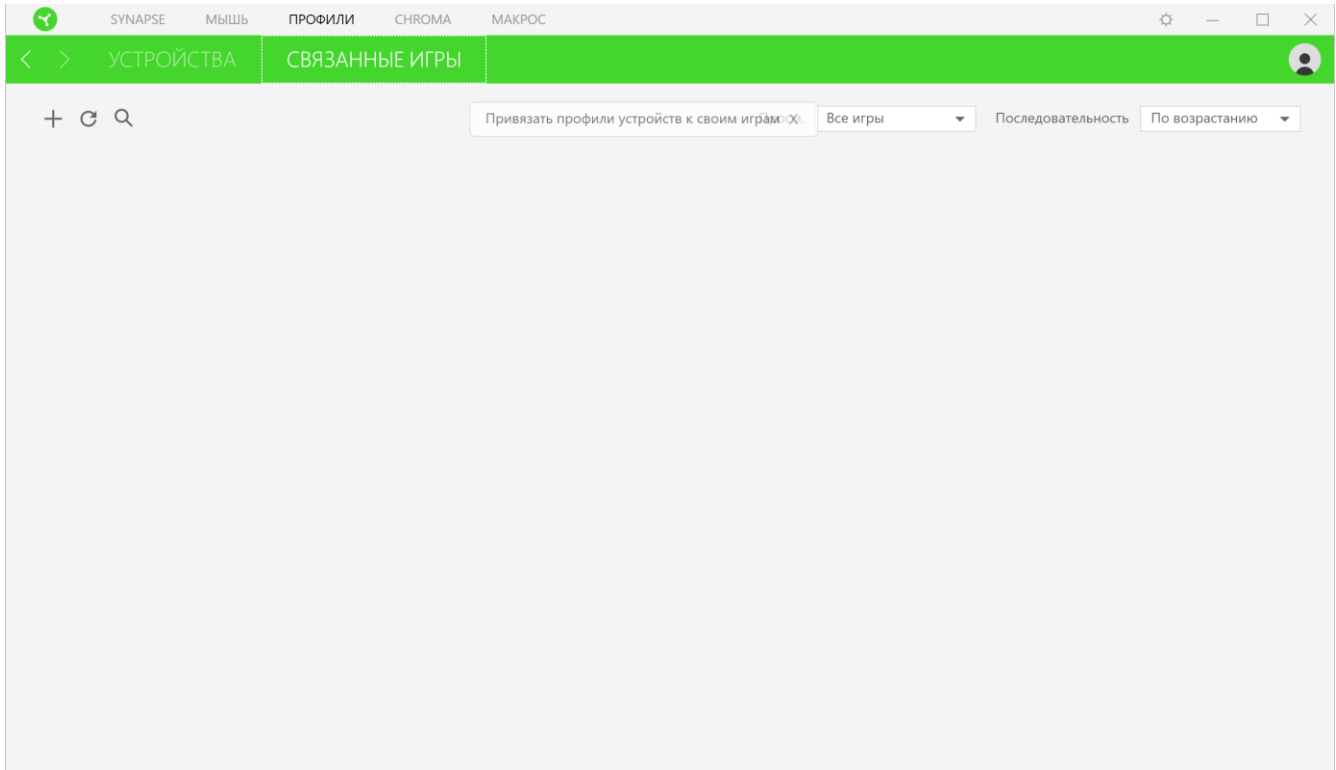 SYNAPSE МЫШЬ ПРОФИЛИ CHROMA МАКРОС
УСТРОЙСТВА СВЯЗАННЫЕ ИГРЫ
Привязать профили устройств к своим играм X Все игры Последовательность По возрастанию